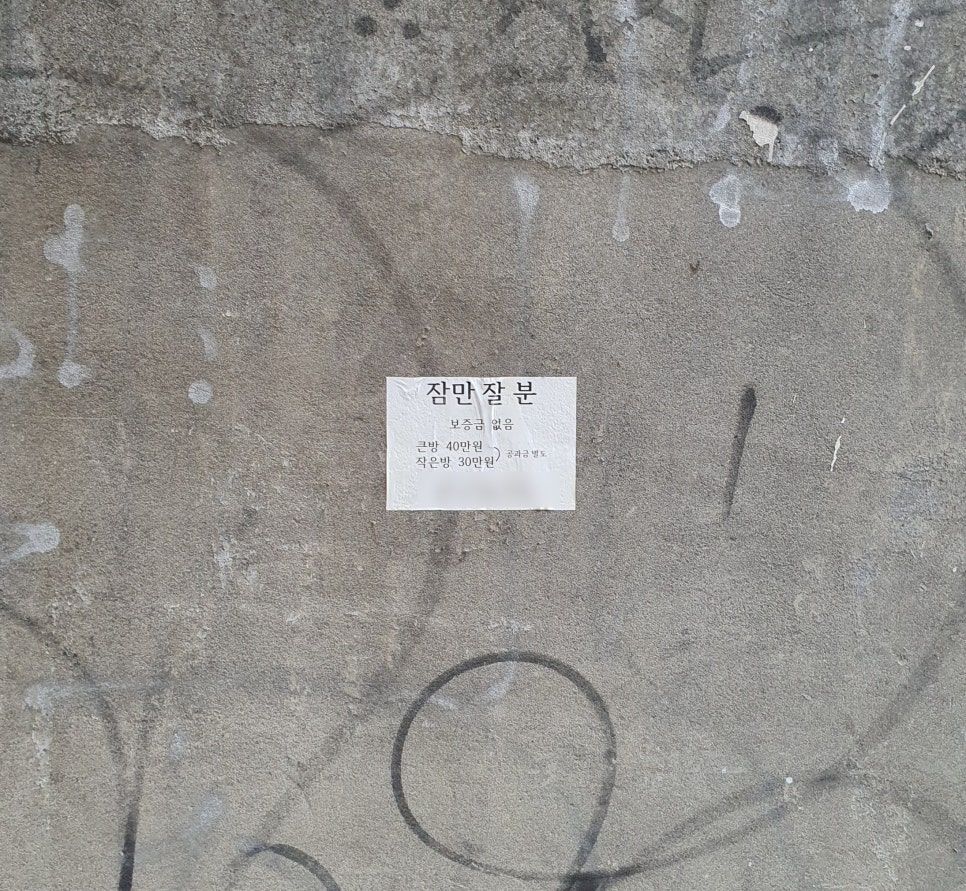 잠만 잘 분
보증금 없음
큰방 40만원
작은방 30만원
공과금 별도